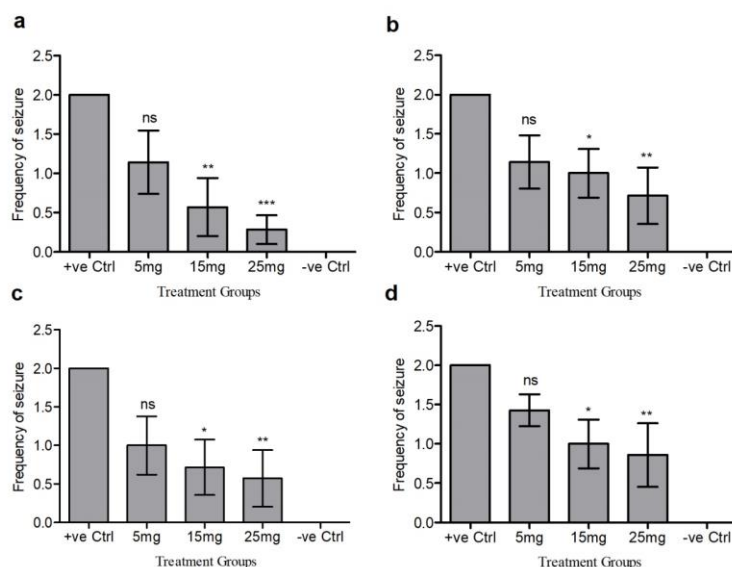 a
2.5
2.0
1.5
1.0
0.5
0.0
Frequency of seizure
ns
**
***
+ve Ctrl 5mg 15mg 25mg -ve Ctrl
Treatment Groups
b
2.5
2.0
1.5
1.0
0.5
0.0
Frequency of seizure
ns
*
**
+ve Ctrl 5mg 15mg 25mg -ve Ctrl
Treatment Groups
c
2.5
2.0
1.5
1.0
0.5
0.0
Frequency of seizure
ns
*
**
+ve Ctrl 5mg 15mg 25mg -ve Ctrl
Treatment Groups
d
2.5
2.0
1.5
1.0
0.5
0.0
Frequency of seizure
ns
*
**
+ve Ctrl 5mg 15mg 25mg -ve Ctrl
Treatment Groups